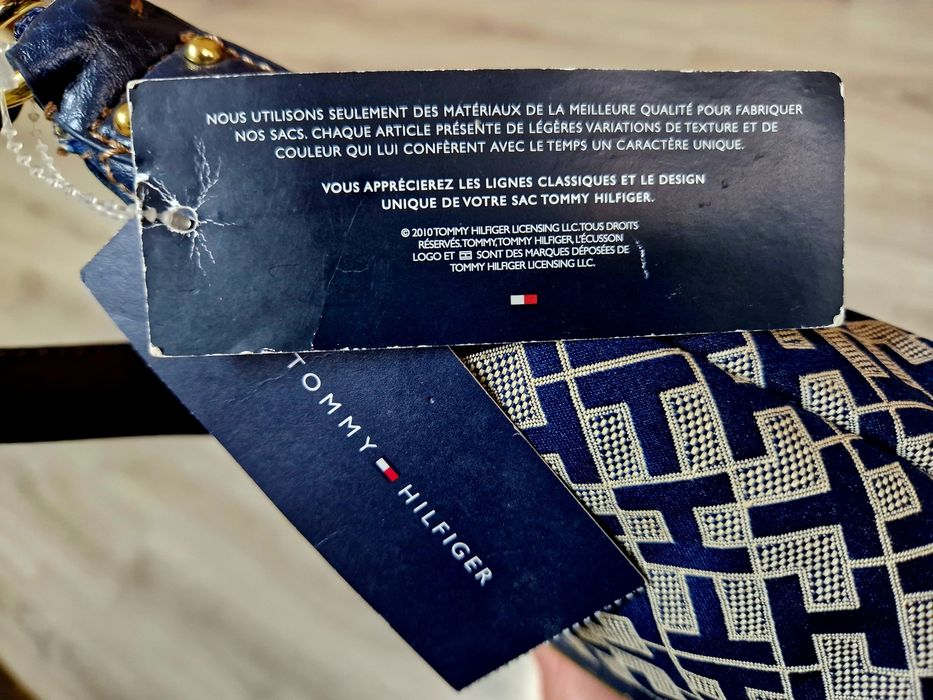 NOUS UTILISONS SEULEMENT DES MATÉRIAUX DE LA MEILLEURE QUALITÉ POUR FABRIQUER
NOS SACS. CHAQUE ARTICLE PRÉSENTE DE LÉGÈRES VARIATIONS DE TEXTURE ET DE
COULEUR QUI LUI CONFÈRENT AVEC LE TEMPS UN CARACTÈRE UNIQUE.
VOUS APPRÉCIEREZ LES LIGNES CLASSIQUES ET LE DESIGN
UNIQUE DE VOTRE SAC TOMMY HILFIGER.
© 2010 TOMMY HILFIGER LICENSING LLC. TOUS DROITS
RÉSERVÉS. TOMMY, TOMMY HILFIGER, L'ÉCUSSON
LOGO ET SONT DES MARQUES DÉPOSÉES DE
TOMMY HILFIGER LICENSING LLC.
TOMMY HILFIGER